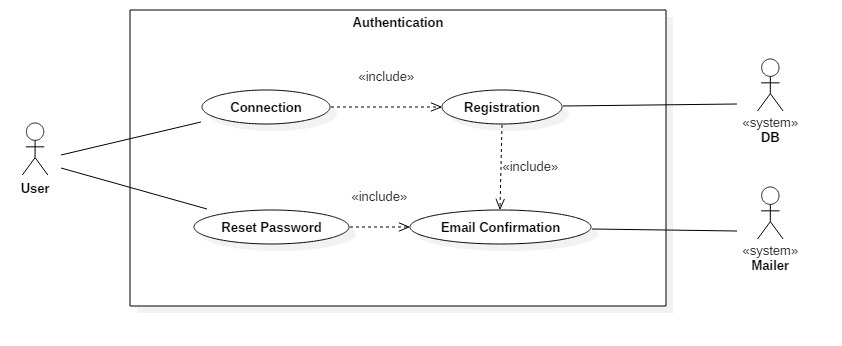 Authentication
«include»
Connection
Registration
«system»
DB
«include»
User
«include»
Reset Password
Email Confirmation
«system»
Mailer